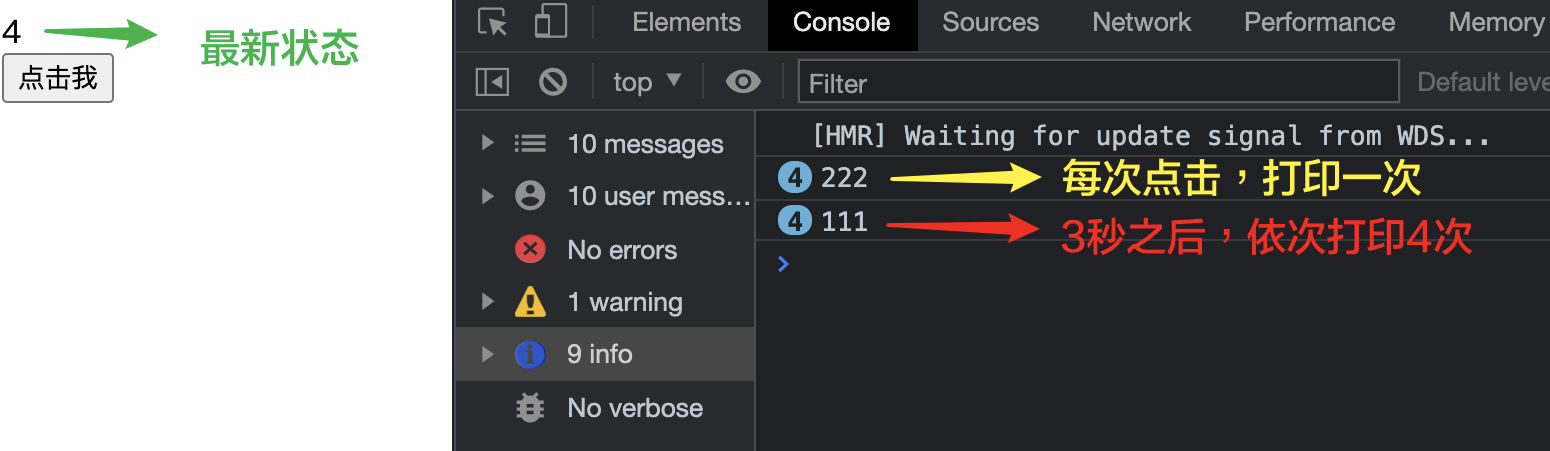 4
最新状态
点击我
Elements Console Sources Network Performance Memory
top Filter Default leve
10 messages
10 user mess...
No errors
1 warning
9 info
No verbose
[HMR] Waiting for update signal from WDS...
4 222 每次点击，打印一次
4 111 3秒之后，依次打印4次